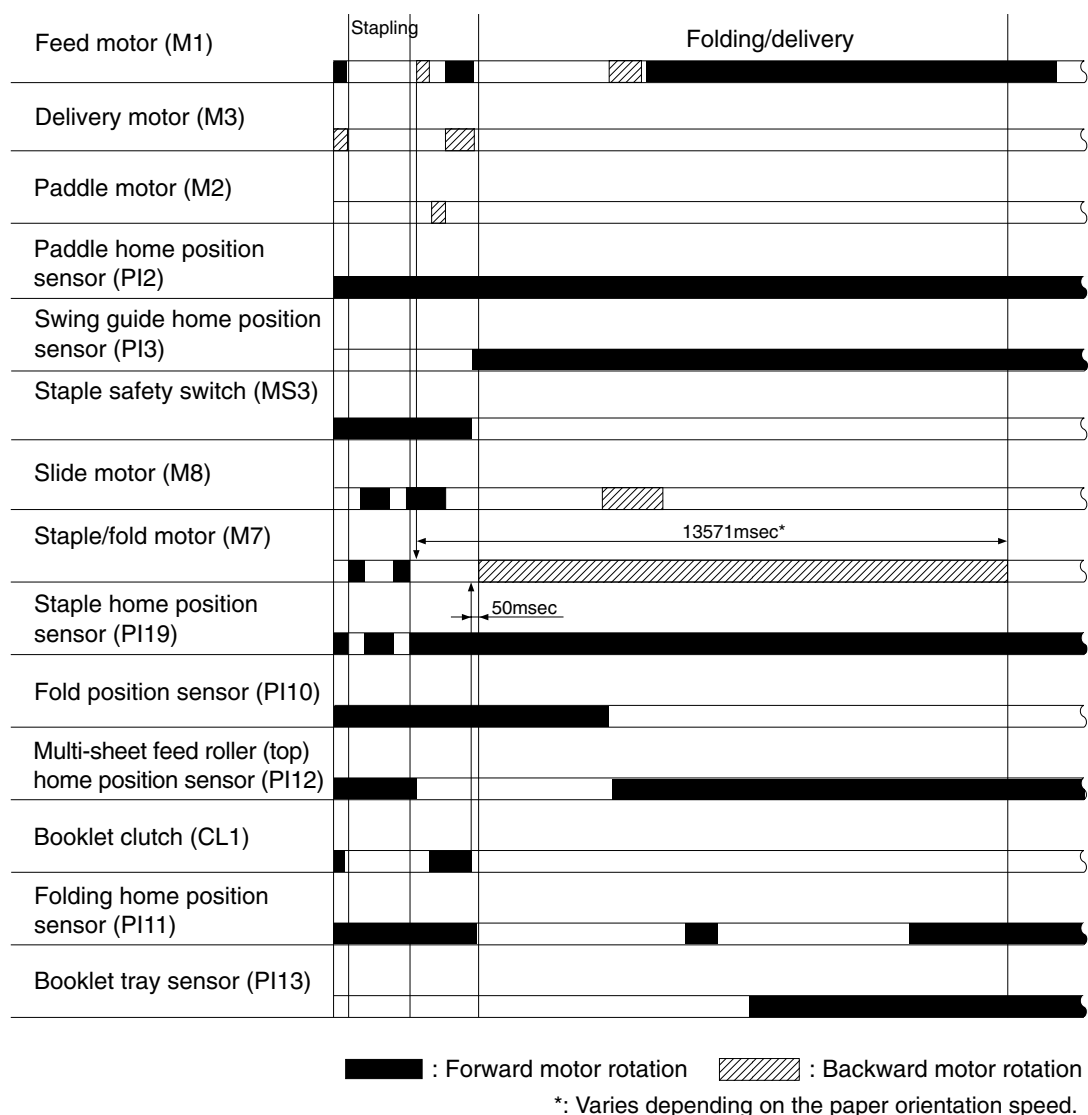 Stapling
Feed motor (M1)
Folding/delivery
Delivery motor (M3)
Paddle motor (M2)
Paddle home position
sensor (PI2)
Swing guide home position
sensor (PI3)
Staple safety switch (MS3)
Slide motor (M8)
Staple/fold motor (M7)
13571msec*
Staple home position
sensor (PI19)
50msec
Fold position sensor (PI10)
Multi-sheet feed roller (top)
home position sensor (PI12)
Booklet clutch (CL1)
Folding home position
sensor (PI11)
Booklet tray sensor (PI13)
: Forward motor rotation
: Backward motor rotation
*: Varies depending on the paper orientation speed.